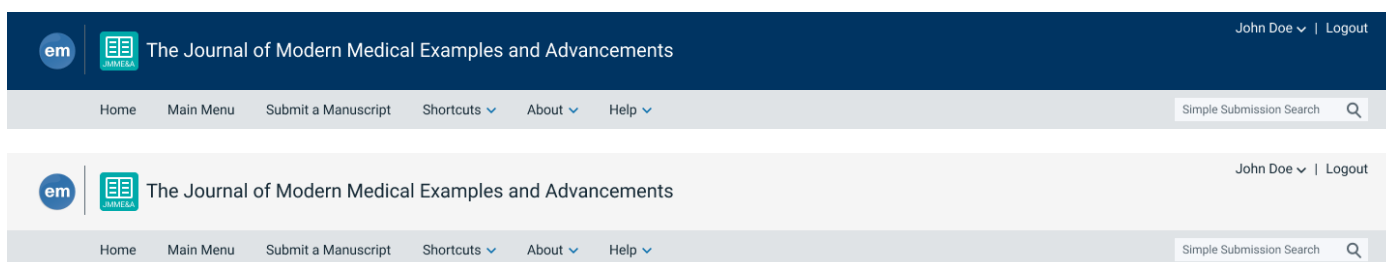 John Doe | Logout
em JMME&A The Journal of Modern Medical Examples and Advancements
Home Main Menu Submit a Manuscript Shortcuts About Help Simple Submission Search
John Doe | Logout
em JMME&A The Journal of Modern Medical Examples and Advancements
Home Main Menu Submit a Manuscript Shortcuts About Help Simple Submission Search